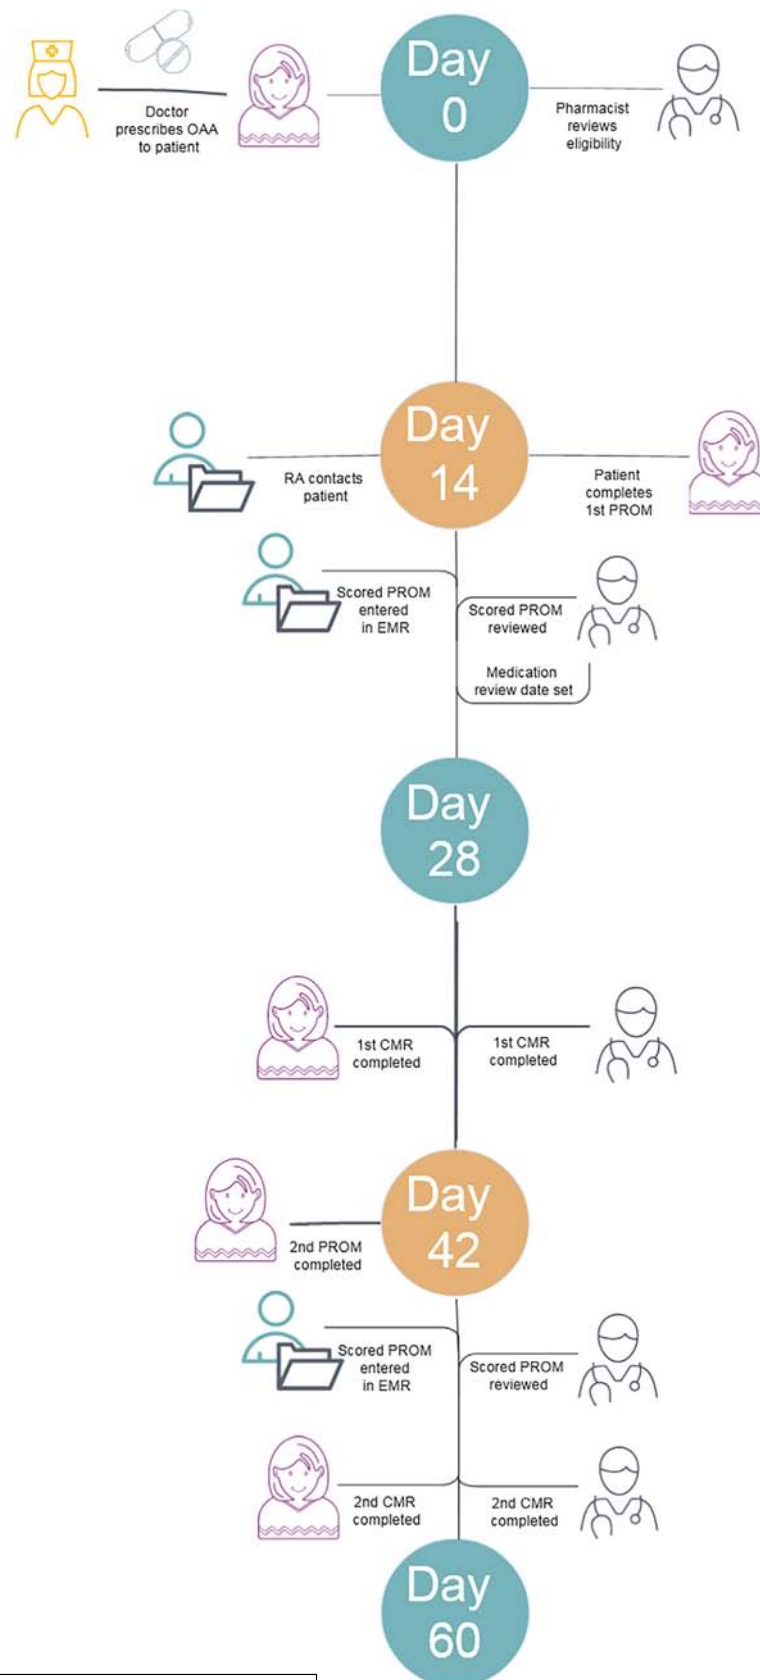 Day
0
Doctor
prescribes OAA
to patient
Pharmacist
reviews
eligibility
Day
14
RA contacts
patient
Patient
completes
1st PROM
Scored PROM
entered
in EMR
Scored PROM
reviewed
Medication
review date set
Day
28
1st CMR
completed
1st CMR
completed
Day
42
2nd PROM
completed
Scored PROM
entered
in EMR
Scored PROM
reviewed
2nd CMR
completed
2nd CMR
completed
Day
60